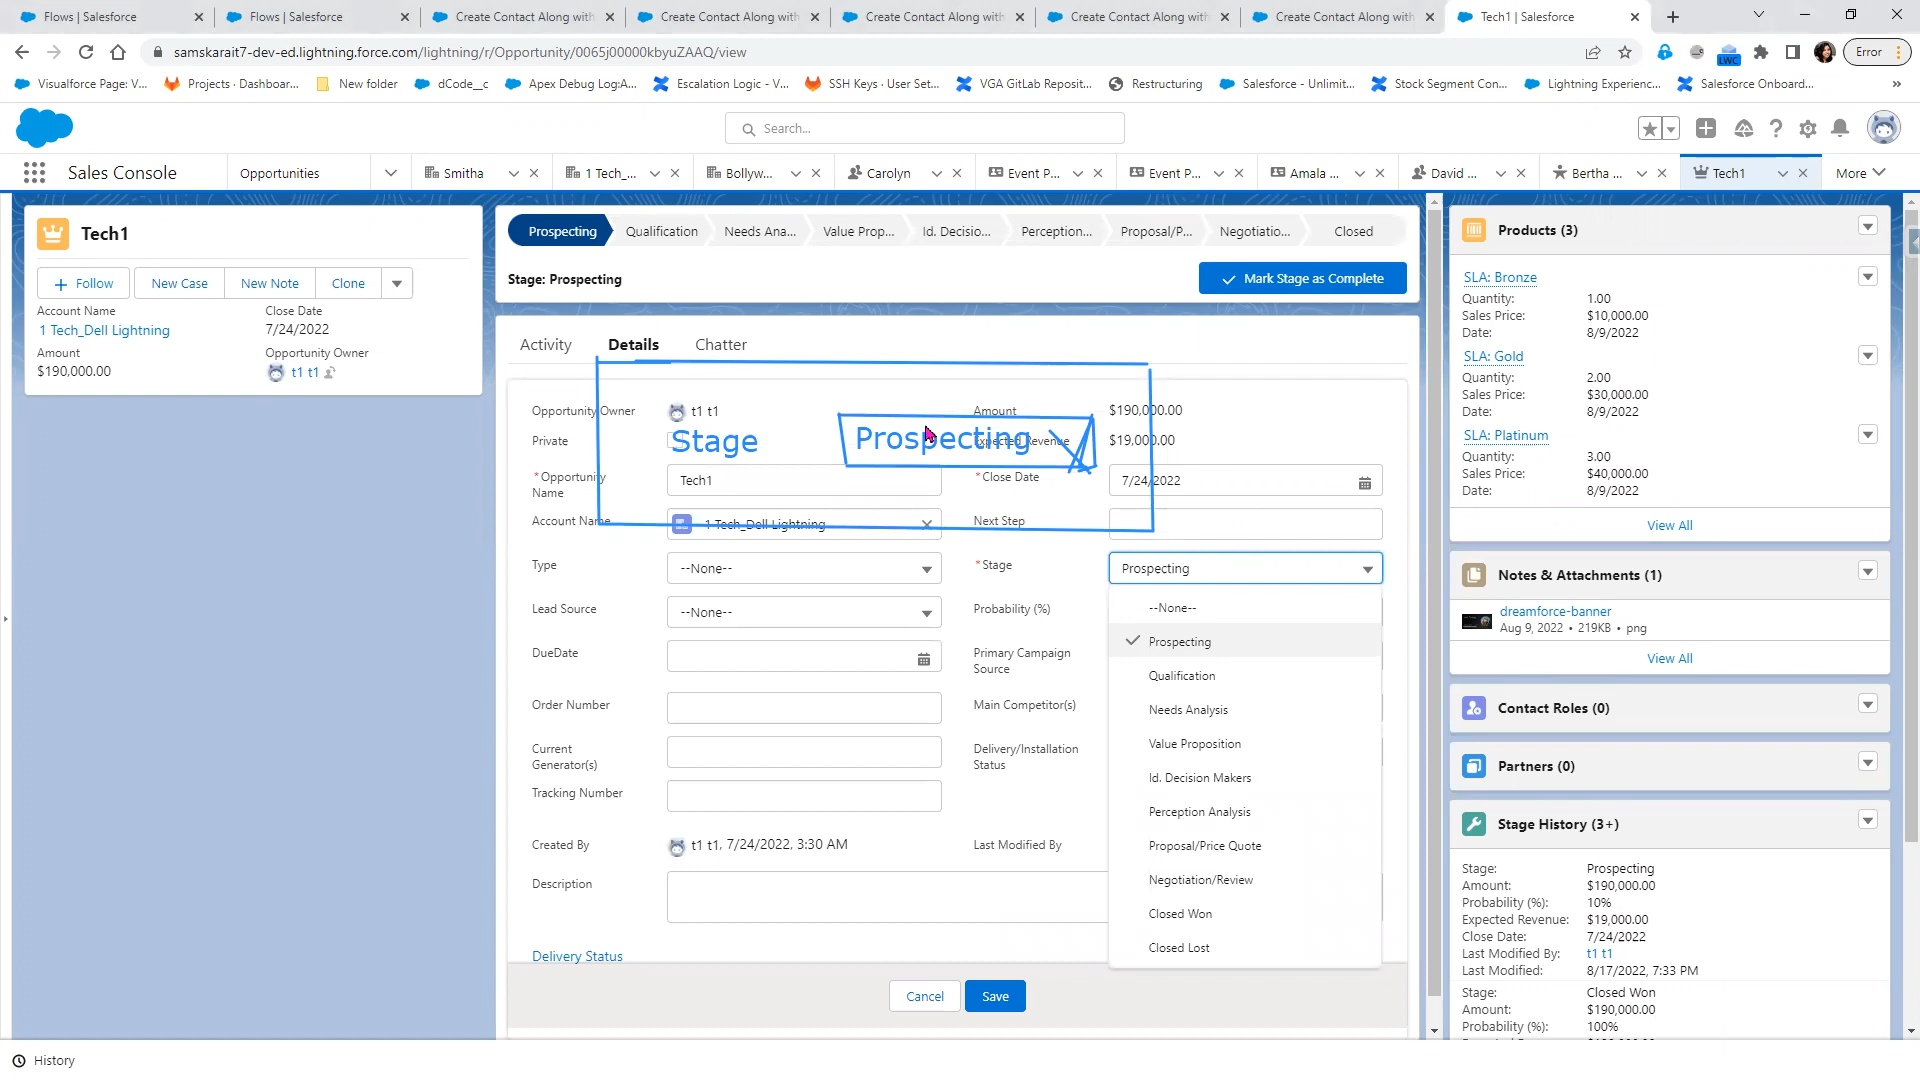 Flows | Salesforce
Flows | Salesforce
Create Contact Along with
Create Contact Along with
Create Contact Along with
Create Contact Along with
Create Contact Along with
Tech1 | Salesforce
samskarait7-dev-ed.lightning.force.com/lightning/r/Opportunity/0065j00000kbyuZAAQ/view
LWC
Error
Visualforce Page: V...
Projects · Dashboar...
New folder
dCode__c
Apex Debug Log:A...
Escalation Logic - V...
SSH Keys · User Set...
VGA GitLab Reposit...
Restructuring
Salesforce - Unlimit...
Stock Segment Con...
Lightning Experienc...
Salesforce Onboard...
»
Search...
Sales Console
Opportunities
Smitha
1 Tech_...
Bollyw...
Carolyn
Event P...
Event P...
Amala ...
David ...
Bertha ...
Tech1
More
Tech1
Follow
New Case
New Note
Clone
Account Name
1 Tech_Dell Lightning
Close Date
7/24/2022
Amount
$190,000.00
Opportunity Owner
t1 t1
Prospecting
Qualification
Needs Ana...
Value Prop...
Id. Decisio...
Perception...
Proposal/P...
Negotiatio...
Closed
Stage: Prospecting
Mark Stage as Complete
Activity
Details
Chatter
Opportunity Owner
t1 t1
Amount
$190,000.00
Private
Stage
Prospecting
Expected Revenue
$19,000.00
*Opportunity
Name
Tech1
*Close Date
7/24/2022
Account Name
1 Tech_Dell Lightning
Next Step
Type
--None--
*Stage
Prospecting
Lead Source
--None--
Probability (%)
DueDate
Primary Campaign
Source
Order Number
Main Competitor(s)
Current
Generator(s)
Delivery/Installation
Status
Tracking Number
Created By
t1 t1, 7/24/2022, 3:30 AM
Last Modified By
Description
Delivery Status
--None--
Prospecting
Qualification
Needs Analysis
Value Proposition
Id. Decision Makers
Perception Analysis
Proposal/Price Quote
Negotiation/Review
Closed Won
Closed Lost
Cancel
Save
Products (3)
SLA: Bronze
Quantity: 1.00
Sales Price: $10,000.00
Date: 8/9/2022
SLA: Gold
Quantity: 2.00
Sales Price: $30,000.00
Date: 8/9/2022
SLA: Platinum
Quantity: 3.00
Sales Price: $40,000.00
Date: 8/9/2022
View All
Notes & Attachments (1)
dreamforce-banner
Aug 9, 2022 • 219KB • png
View All
Contact Roles (0)
Partners (0)
Stage History (3+)
Stage: Prospecting
Amount: $190,000.00
Probability (%): 10%
Expected Revenue: $19,000.00
Close Date: 7/24/2022
Last Modified By: t1 t1
Last Modified: 8/17/2022, 7:33 PM
Stage: Closed Won
Amount: $190,000.00
Probability (%): 100%
History